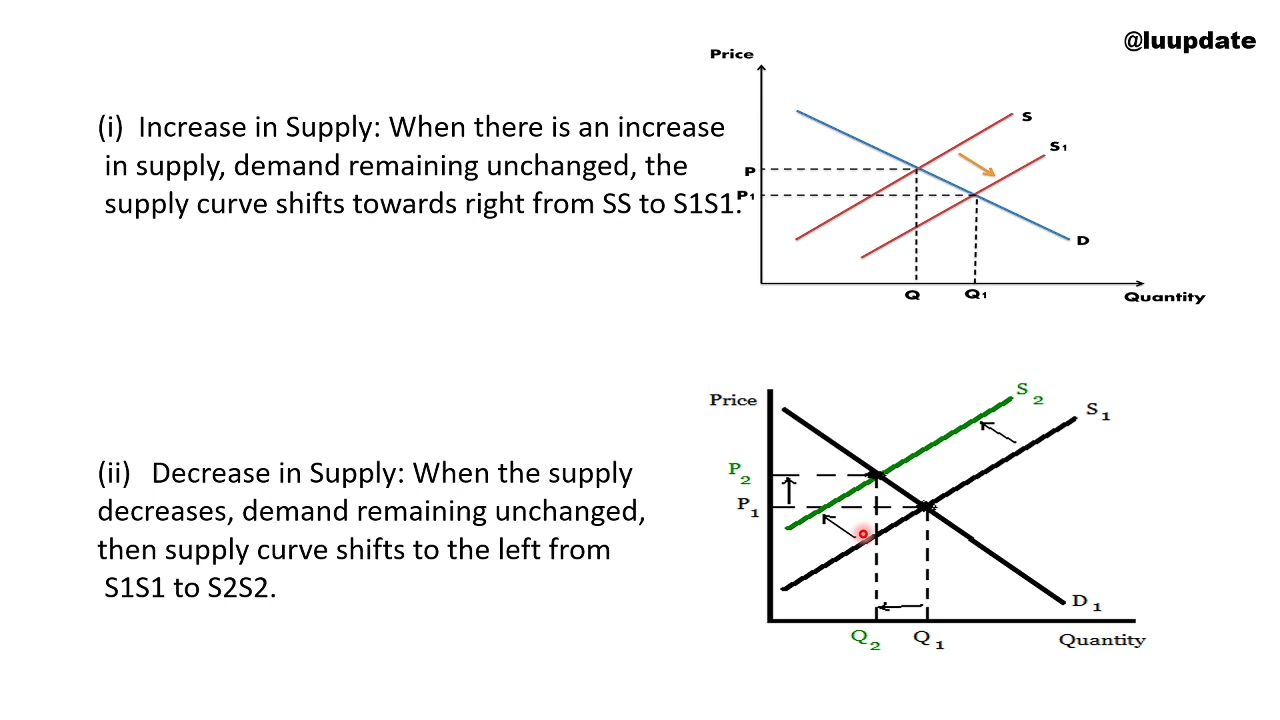 @luupdate
Price
(i) Increase in Supply: When there is an increase
in supply, demand remaining unchanged, the
supply curve shifts towards right from SS to S1S1.
S
S1
P
P1
D
Q
Q1
Quantity
Price
S2
S1
(ii) Decrease in Supply: When the supply
decreases, demand remaining unchanged,
then supply curve shifts to the left from
S1S1 to S2S2.
P2
P1
D1
Q2
Q1
Quantity